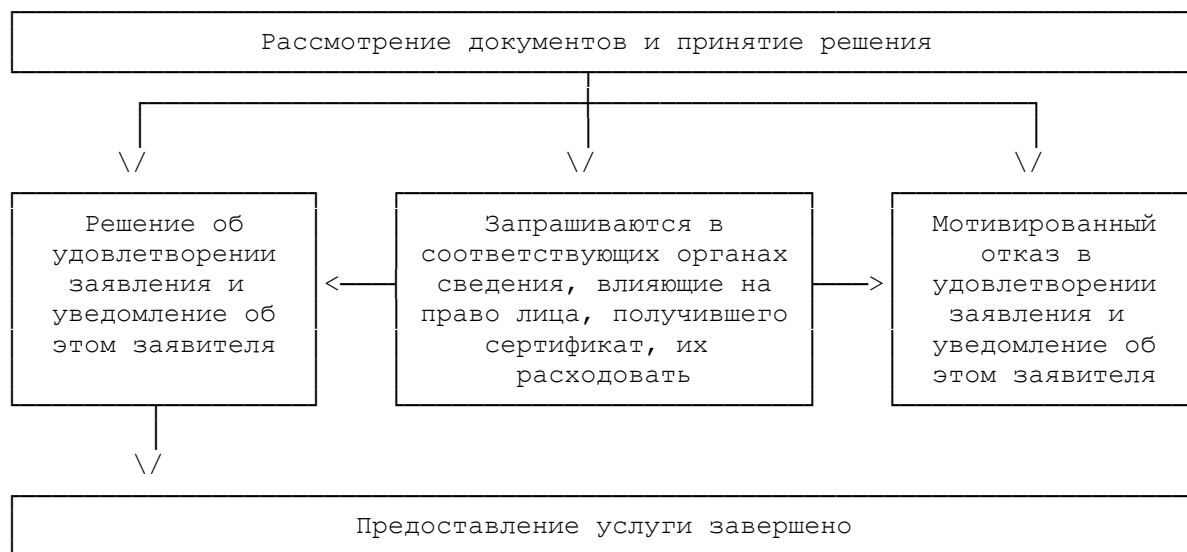 Рассмотрение документов и принятие решения
Решение об
удовлетворении
заявления и
уведомление об
этом заявителя
Запрашиваются в
соответствующих органах
сведения, влияющие на
право лица, получившего
сертификат, их
расходовать
Мотивированный
отказ в
удовлетворении
заявления и
уведомление об
этом заявителя
Предоставление услуги завершено